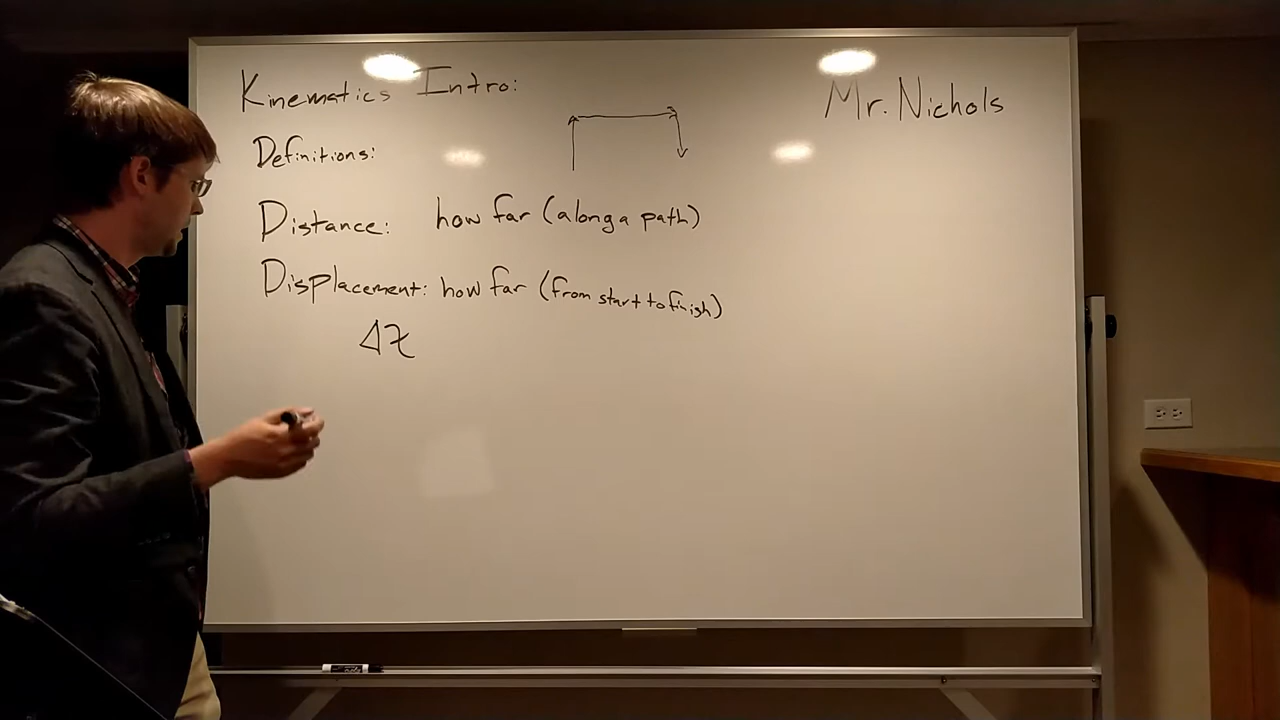 Kinematics Intro:
Mr. Nichols
Definitions:
Distance: how far (along a path)
Displacement: how far (from start to finish)
Δx